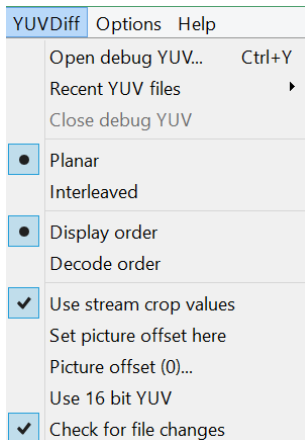 YUVDiff Options Help
Open debug YUV... Ctrl+Y
Recent YUV files
Close debug YUV
Planar
Interleaved
Display order
Decode order
Use stream crop values
Set picture offset here
Picture offset (0)...
Use 16 bit YUV
Check for file changes